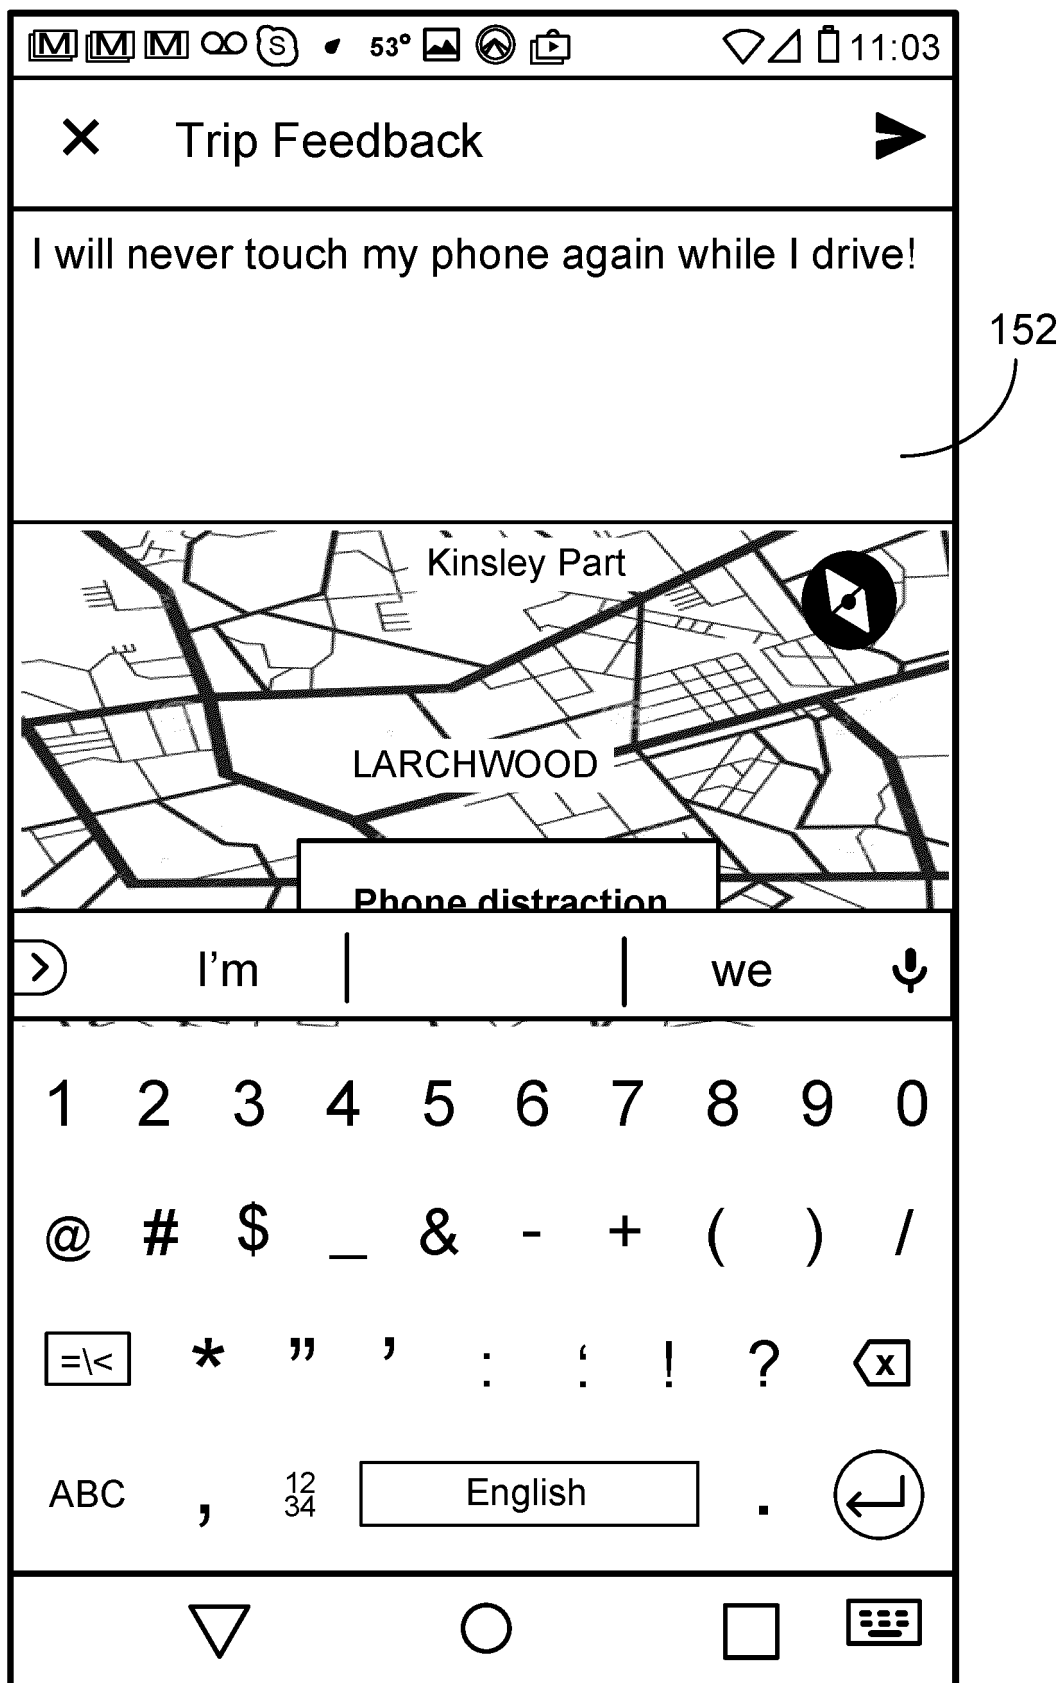 M M M S 53° 11:03
Trip Feedback
I will never touch my phone again while I drive!
152
Kinsley Part
LARCHWOOD
Phone distraction
I'm we
1 2 3 4 5 6 7 8 9 0
@ # $ _ & - + ( ) /
=\< * ” ’ : ‘; ! ? x
ABC , 12 34 English .